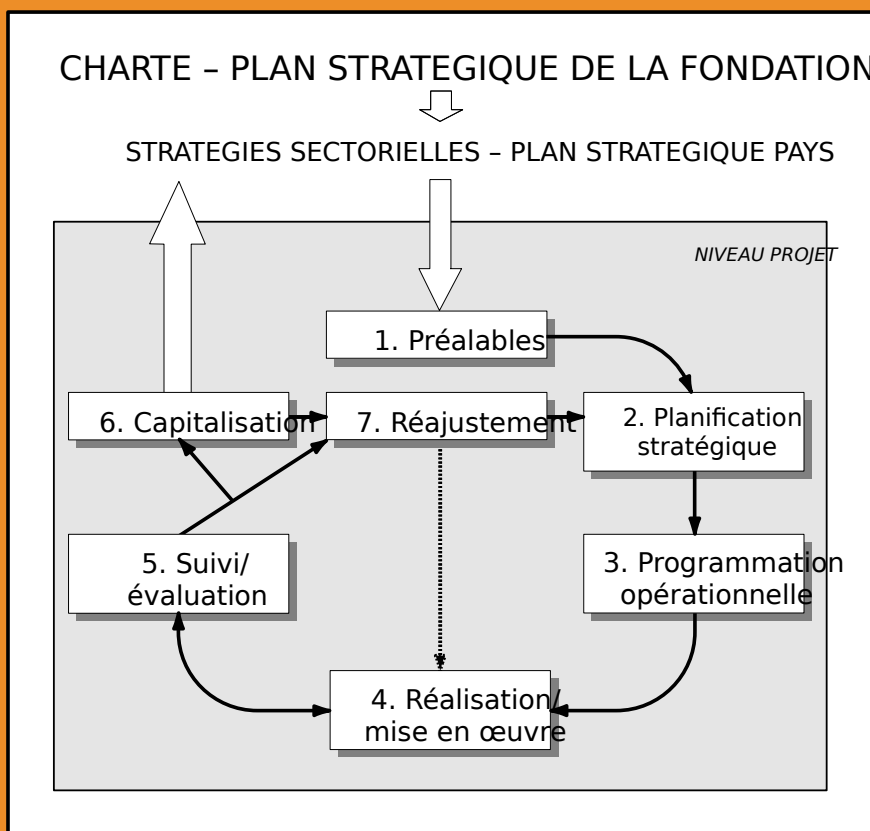 CHARTE – PLAN STRATEGIQUE DE LA FONDATION
STRATEGIES SECTORIELLES – PLAN STRATEGIQUE PAYS
NIVEAU PROJET
1. Préalables
6. Capitalisation
7. Réajustement
2. Planification
stratégique
5. Suivi/
évaluation
3. Programmation
opérationnelle
4. Réalisation/
mise en œuvre